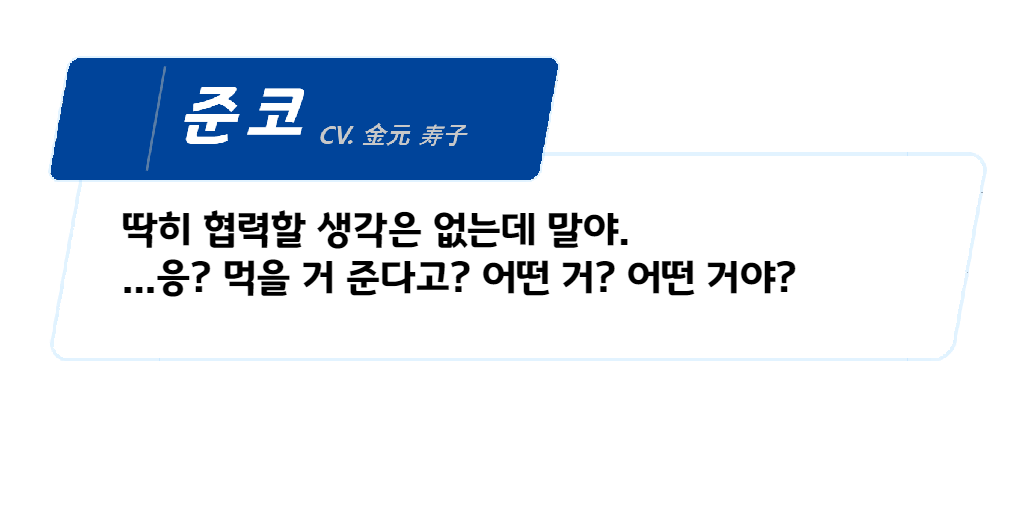 준코 CV. 金元 寿子
딱히 협력할 생각은 없는데 말야.
...응? 먹을 거 준다고? 어떤 거? 어떤 거야?